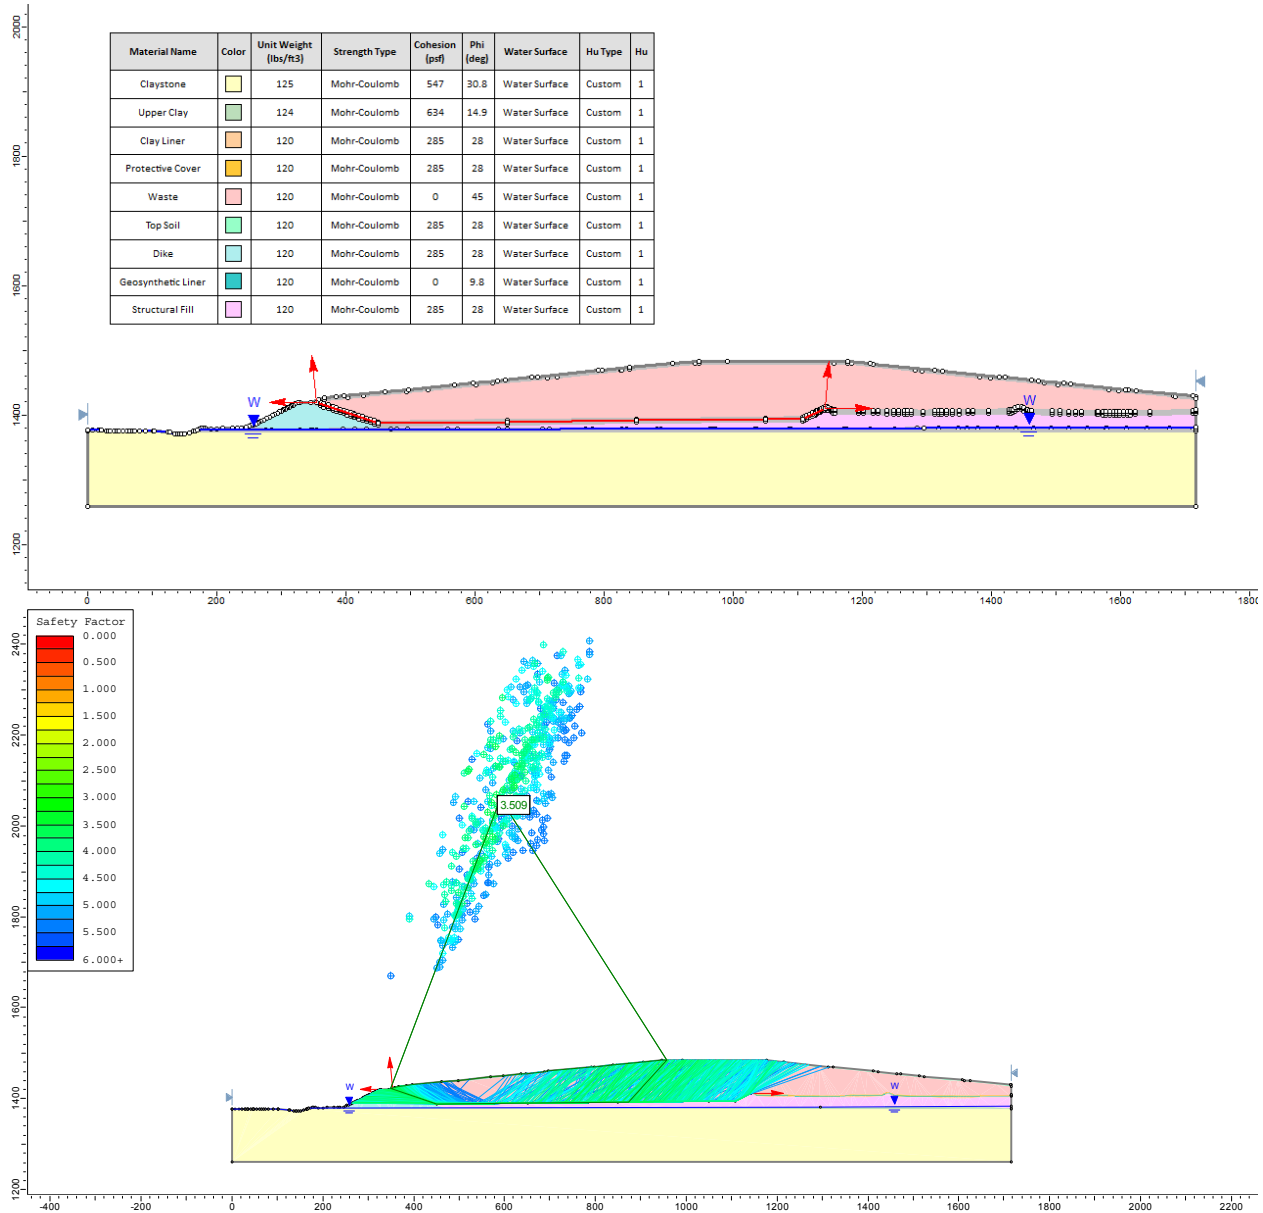 2000
1800
1600
1400
1200
Material Name Color Unit Weight (lbs/ft3) Strength Type Cohesion (psf) Phi (deg) Water Surface Hu Type Hu
Claystone 125 Mohr-Coulomb 547 30.8 Water Surface Custom 1
Upper Clay 124 Mohr-Coulomb 634 14.9 Water Surface Custom 1
Clay Liner 120 Mohr-Coulomb 285 28 Water Surface Custom 1
Protective Cover 120 Mohr-Coulomb 285 28 Water Surface Custom 1
Waste 120 Mohr-Coulomb 0 45 Water Surface Custom 1
Top Soil 120 Mohr-Coulomb 285 28 Water Surface Custom 1
Dike 120 Mohr-Coulomb 285 28 Water Surface Custom 1
Geosynthetic Liner 120 Mohr-Coulomb 0 9.8 Water Surface Custom 1
Structural Fill 120 Mohr-Coulomb 285 28 Water Surface Custom 1
W W
0 200 400 600 800 1000 1200 1400 1600 1800
Safety Factor
0.000
0.500
1.000
1.500
2.000
2.500
3.000
3.500
4.000
4.500
5.000
5.500
6.000+
2400
2200
2000
1800
1600
1400
1200
3.509
W W
-400 -200 0 200 400 600 800 1000 1200 1400 1600 1800 2000 2200